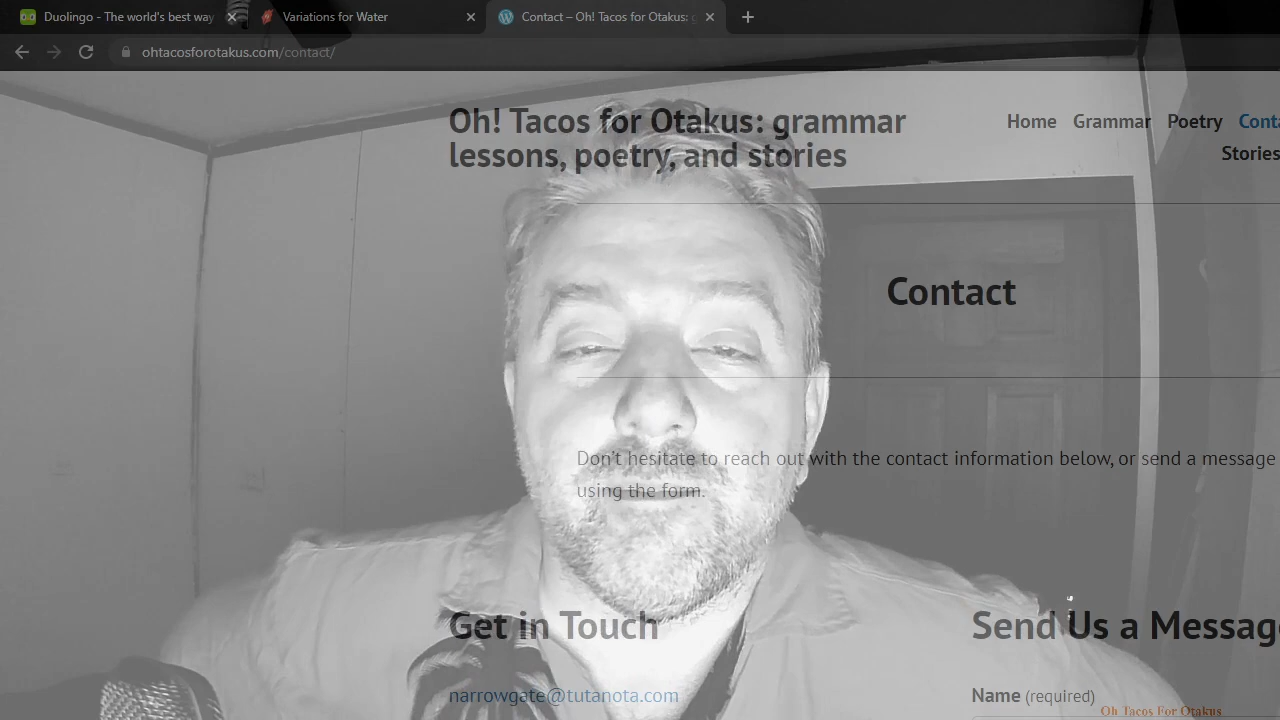 Duolingo - The world's best way
Variations for Water
Contact – Oh! Tacos for Otakus: g
ohtacosforotakus.com/contact/
Oh! Tacos for Otakus: grammar
lessons, poetry, and stories
Home Grammar Poetry Conta
Stories
Contact
Don't hesitate to reach out with the contact information below, or send a message
using the form.
Get in Touch
Send Us a Messag
narrowgate@tutanota.com
Name (required)
Oh Tacos For Otakus